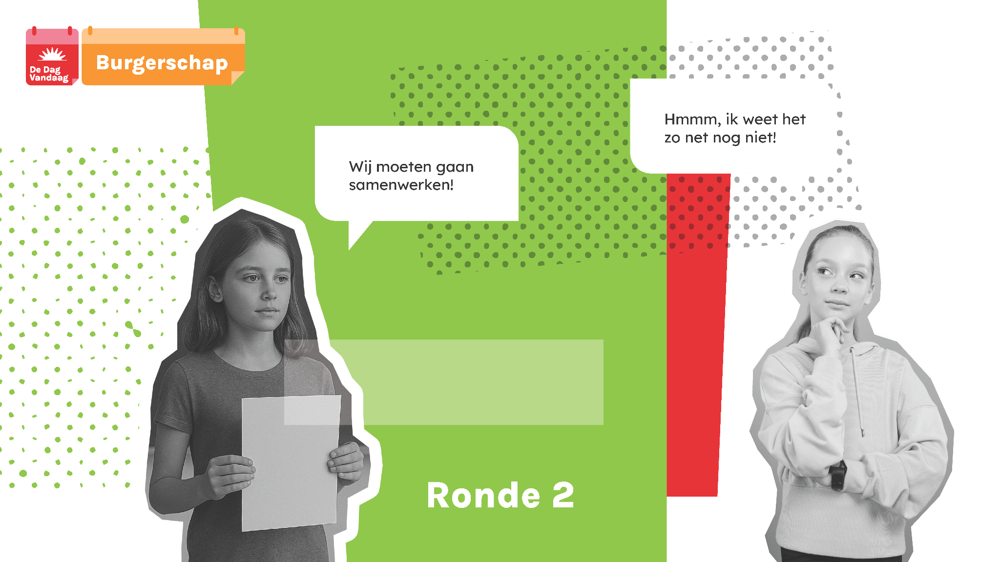 De Dag
Vandaag
Burgerschap
Wij moeten gaan
samenwerken!
Hmmm, ik weet het
zo net nog niet!
Ronde 2